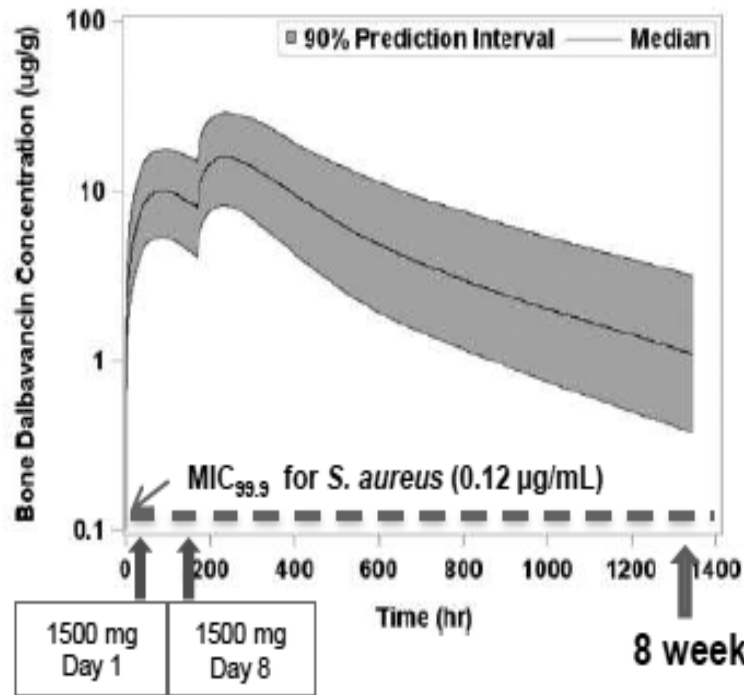 100
90% Prediction Interval
Median
Bone Dalbavancin Concentration (ug/g)
10
1
MIC99.9 for S. aureus (0.12 µg/mL)
0.1
0 200 400 600 800 1000 1200 1400
Time (hr)
1500 mg
Day 1
1500 mg
Day 8
8 week